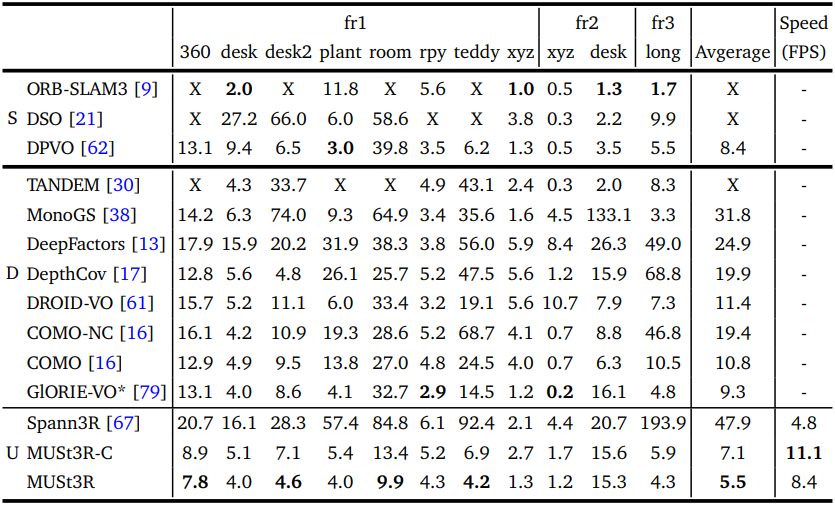 fr1 fr2 fr3 Speed
360 desk desk2 plant room rpy teddy xyz xyz desk long Avgerage (FPS)
ORB-SLAM3 [9] X 2.0 X 11.8 X 5.6 X 1.0 0.5 1.3 1.7 X -
S DSO [21] X 27.2 66.0 6.0 58.6 X X 3.8 0.3 2.2 9.9 X -
DPVO [62] 13.1 9.4 6.5 3.0 39.8 3.5 6.2 1.3 0.5 3.5 5.5 8.4 -
TANDEM [30] X 4.3 33.7 X X 4.9 43.1 2.4 0.3 2.0 8.3 X -
MonoGS [38] 14.2 6.3 74.0 9.3 64.9 3.4 35.6 1.6 4.5 133.1 3.3 31.8 -
DeepFactors [13] 17.9 15.9 20.2 31.9 38.3 3.8 56.0 5.9 8.4 26.3 49.0 24.9 -
D DepthCov [17] 12.8 5.6 4.8 26.1 25.7 5.2 47.5 5.6 1.2 15.9 68.8 19.9 -
DROID-VO [61] 15.7 5.2 11.1 6.0 33.4 3.2 19.1 5.6 10.7 7.9 7.3 11.4 -
COMO-NC [16] 16.1 4.2 10.9 19.3 28.6 5.2 68.7 4.1 0.7 8.8 46.8 19.4 -
COMO [16] 12.9 4.9 9.5 13.8 27.0 4.8 24.5 4.0 0.7 6.3 10.5 10.8 -
GlORIE-VO* [79] 13.1 4.0 8.6 4.1 32.7 2.9 14.5 1.2 0.2 16.1 4.8 9.3 -
Spann3R [67] 20.7 16.1 28.3 57.4 84.8 6.1 92.4 2.1 4.4 20.7 193.9 47.9 4.8
U MUSt3R-C 8.9 5.1 7.1 5.4 13.4 5.2 6.9 2.7 1.7 15.6 5.9 7.1 11.1
MUSt3R 7.8 4.0 4.6 4.0 9.9 4.3 4.2 1.3 1.2 15.3 4.3 5.5 8.4